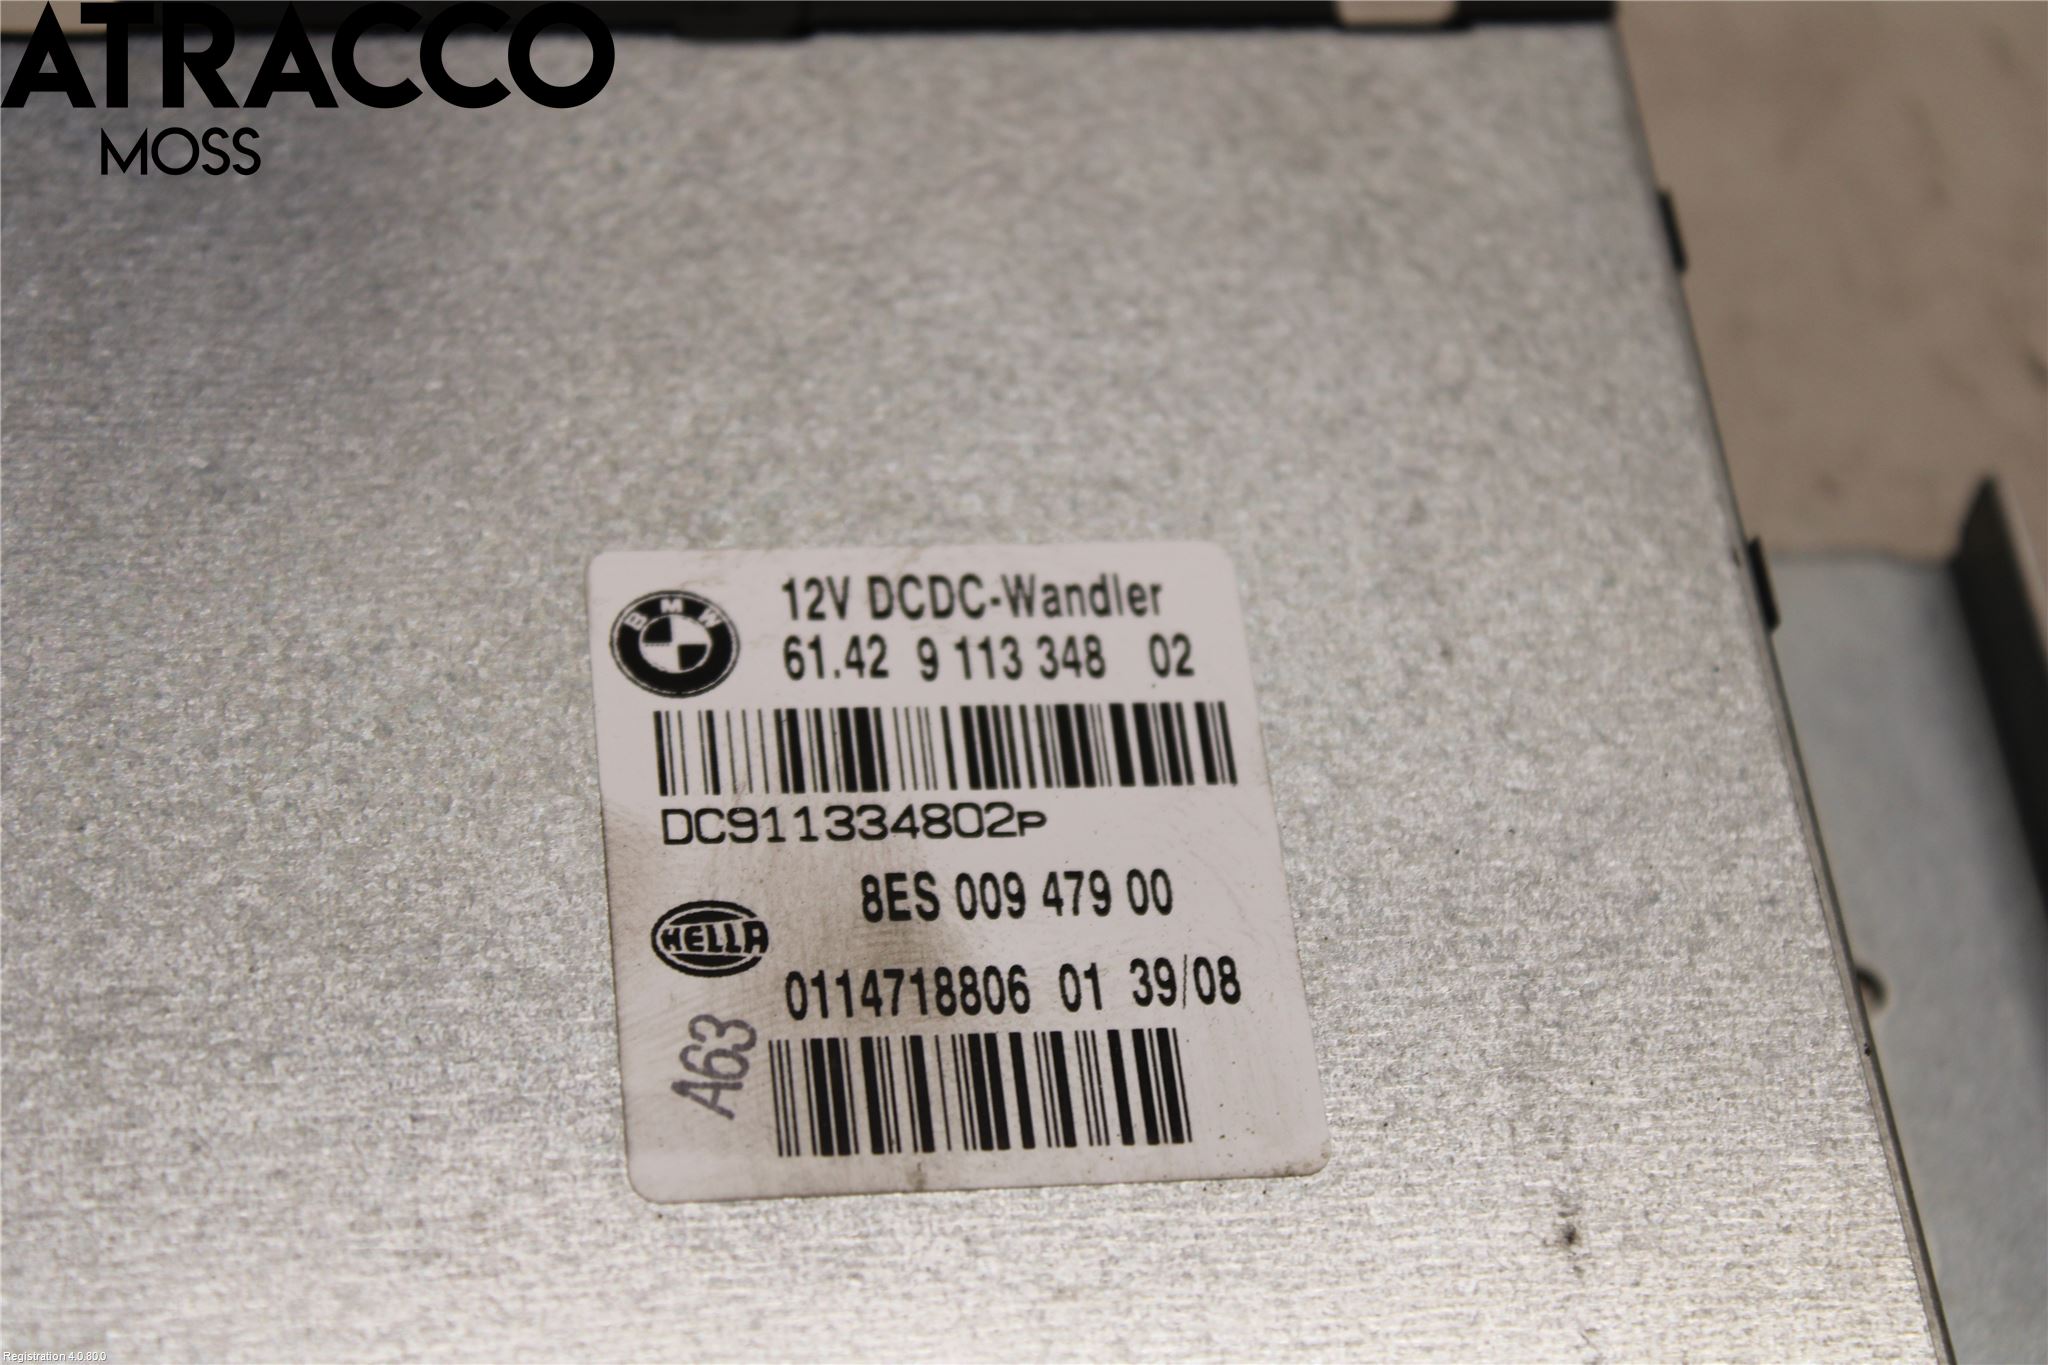 ATRACCO
MOSS
BMW
12V DCDC-Wandler
61.42 9 113 348 02
DC911334802P
8ES 009 479 00
HELLA
0114718806 01 39/08
A63
Registration 4.0.80.0